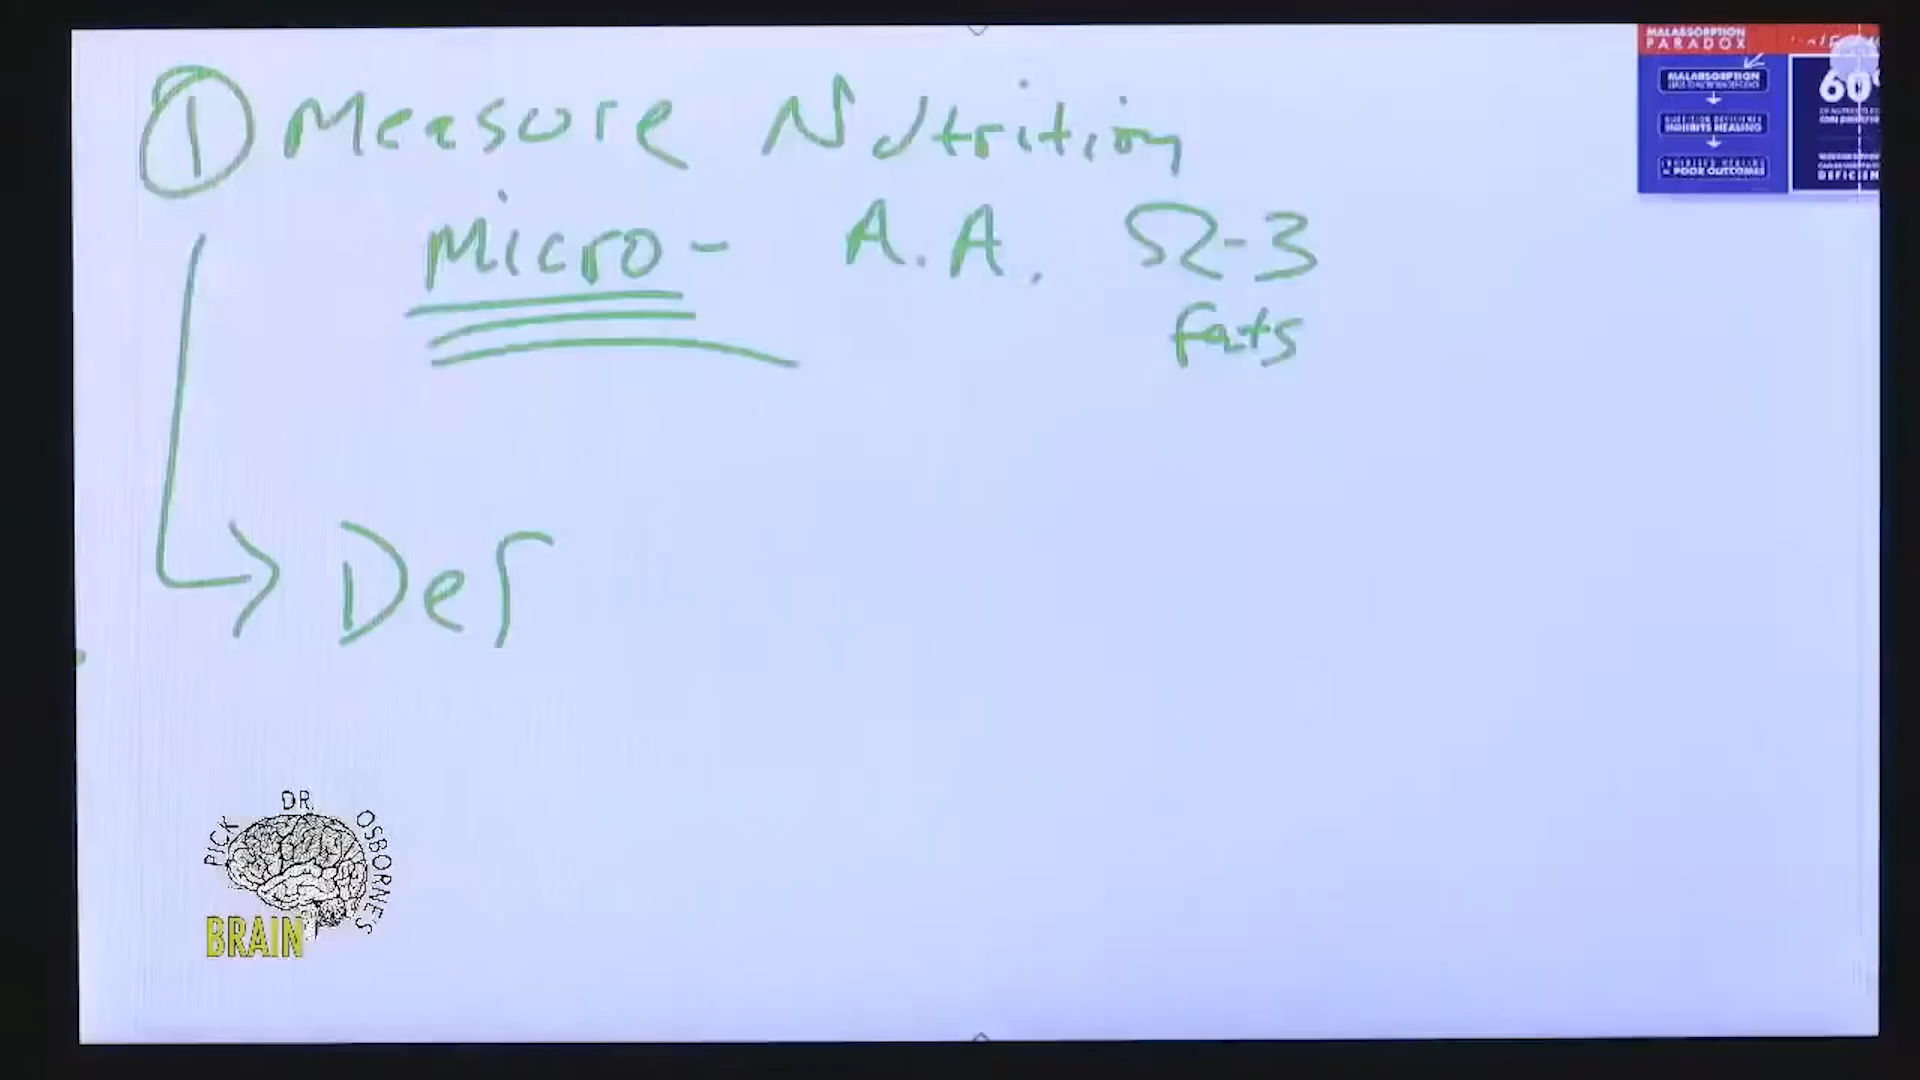 ① Measure Nutrition
Micro- A.A. Ω-3
fats
Def
MALABSORPTION
PARADOX
MALABSORPTION
INHIBITS HEALING
POOR OUTCOMES
60
DEFICIEN
PICK DR. OSBORNE'S
BRAIN